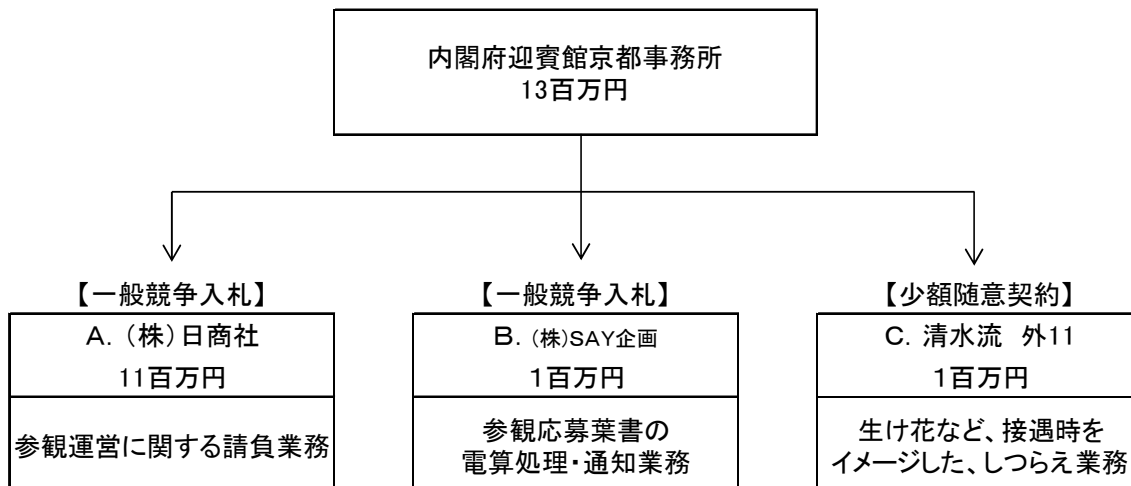 内閣府迎賓館京都事務所
13百万円
【一般競争入札】
A．（株）日商社
11百万円
参観運営に関する請負業務
【一般競争入札】
B．（株）SAY企画
1百万円
参観応募葉書の
電算処理・通知業務
【少額随意契約】
C．清水流　外11
1百万円
生け花など、接遇時を
イメージした、しつらえ業務